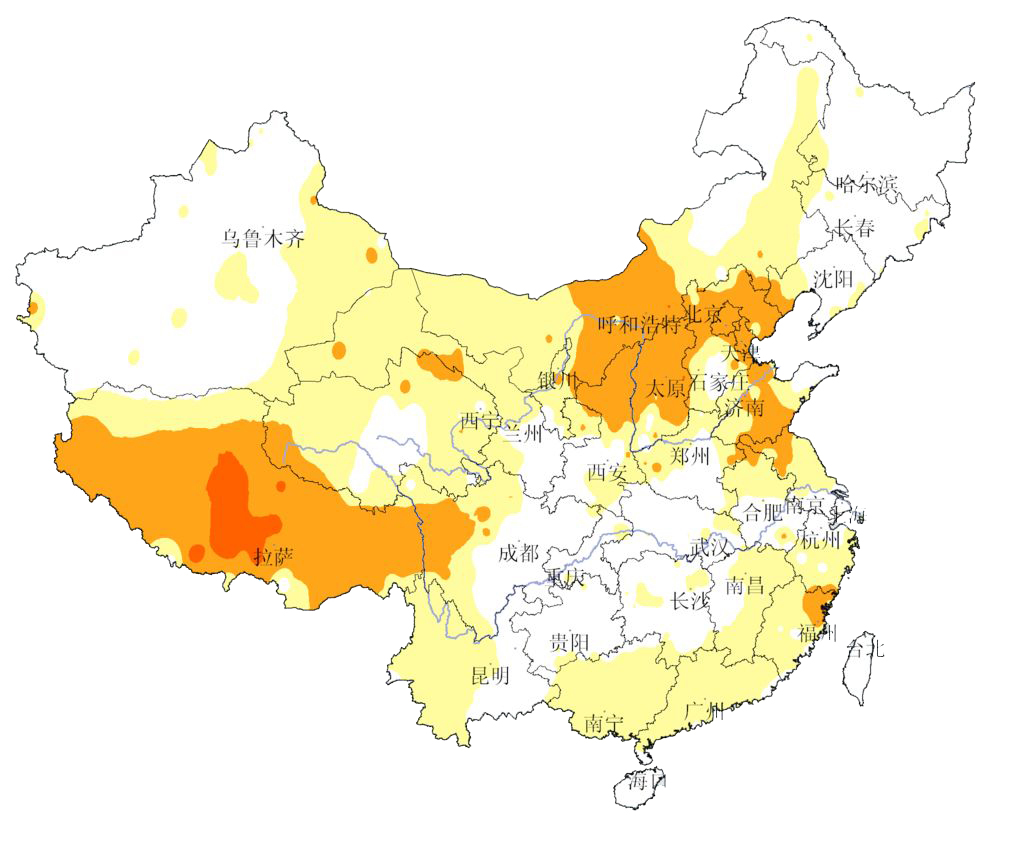 哈尔滨
长春
乌鲁木齐
沈阳
呼和浩特
北京
天津
银川
太原
石家庄
济南
西宁
兰州
郑州
西安
合肥
南京
上海
杭州
成都
武汉
拉萨
重庆
南昌
长沙
福州
贵阳
台北
昆明
广州
南宁
海口